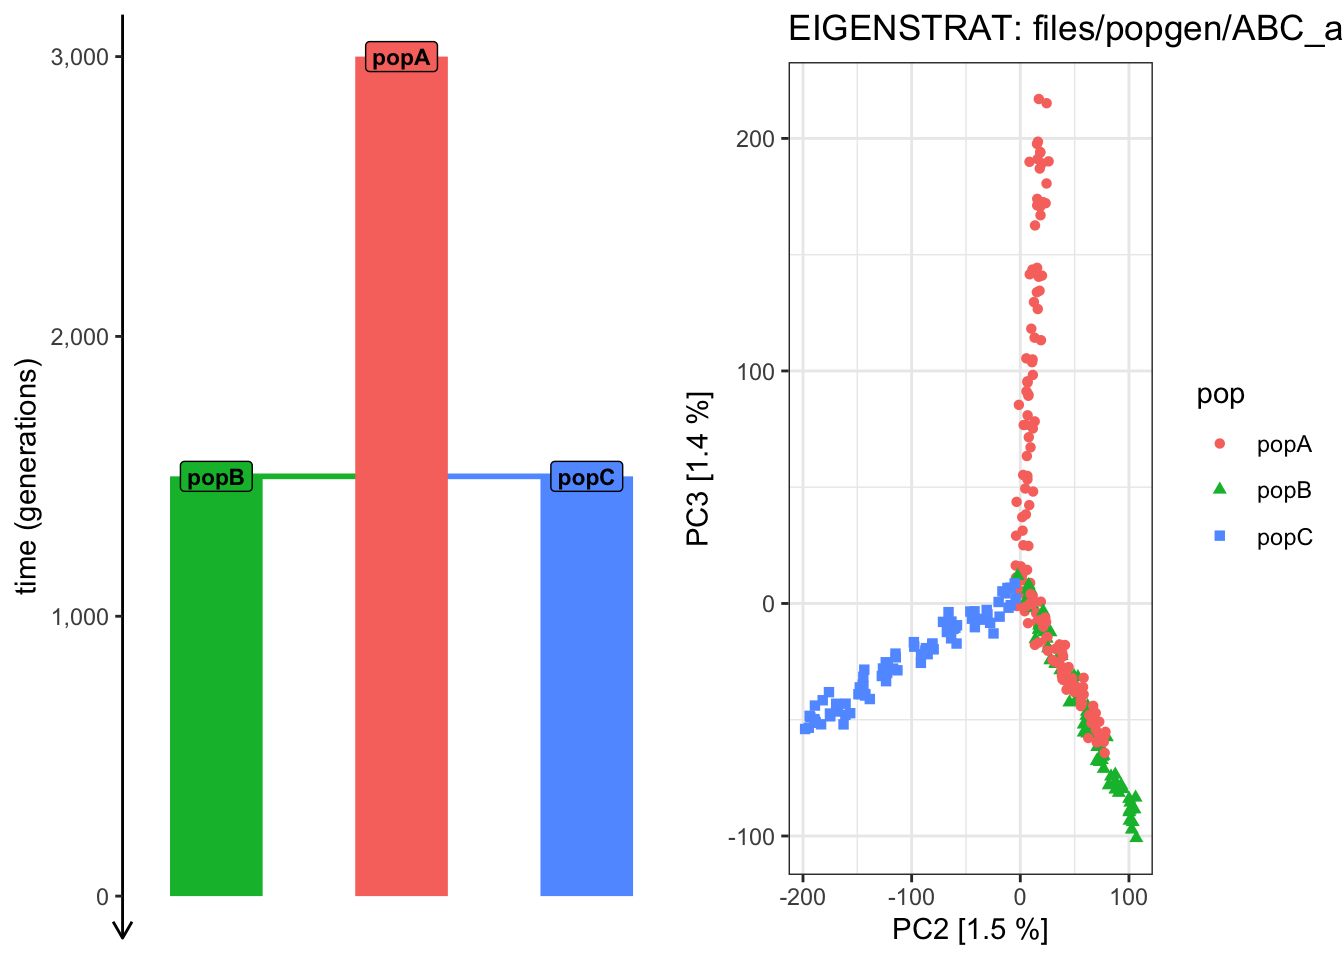 time (generations)
3,000
2,000
1,000
0
popA
popB
popC
EIGENSTRAT: files/popgen/ABC_a
PC3 [1.4 %]
200
100
0
-100
-200
-100
0
100
PC2 [1.5 %]
pop
popA
popB
popC